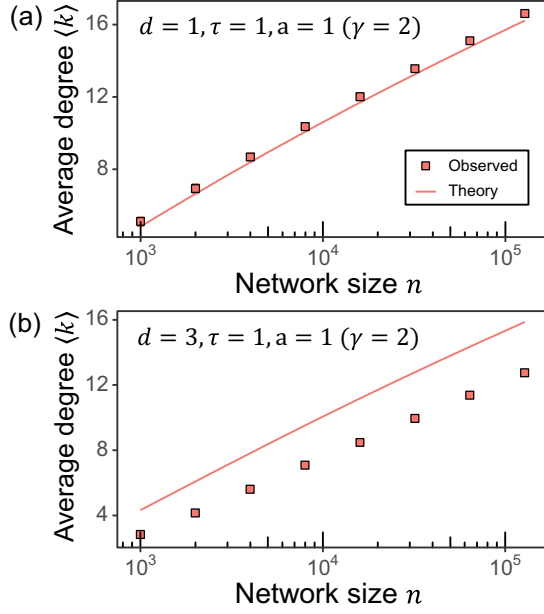 (a)
d = 1, τ = 1, a = 1 (γ = 2)
Average degree ⟨k⟩
16
12
8
Observed
Theory
10³ 10⁴ 10⁵
Network size n
(b)
d = 3, τ = 1, a = 1 (γ = 2)
Average degree ⟨k⟩
16
12
8
4
10³ 10⁴ 10⁵
Network size n